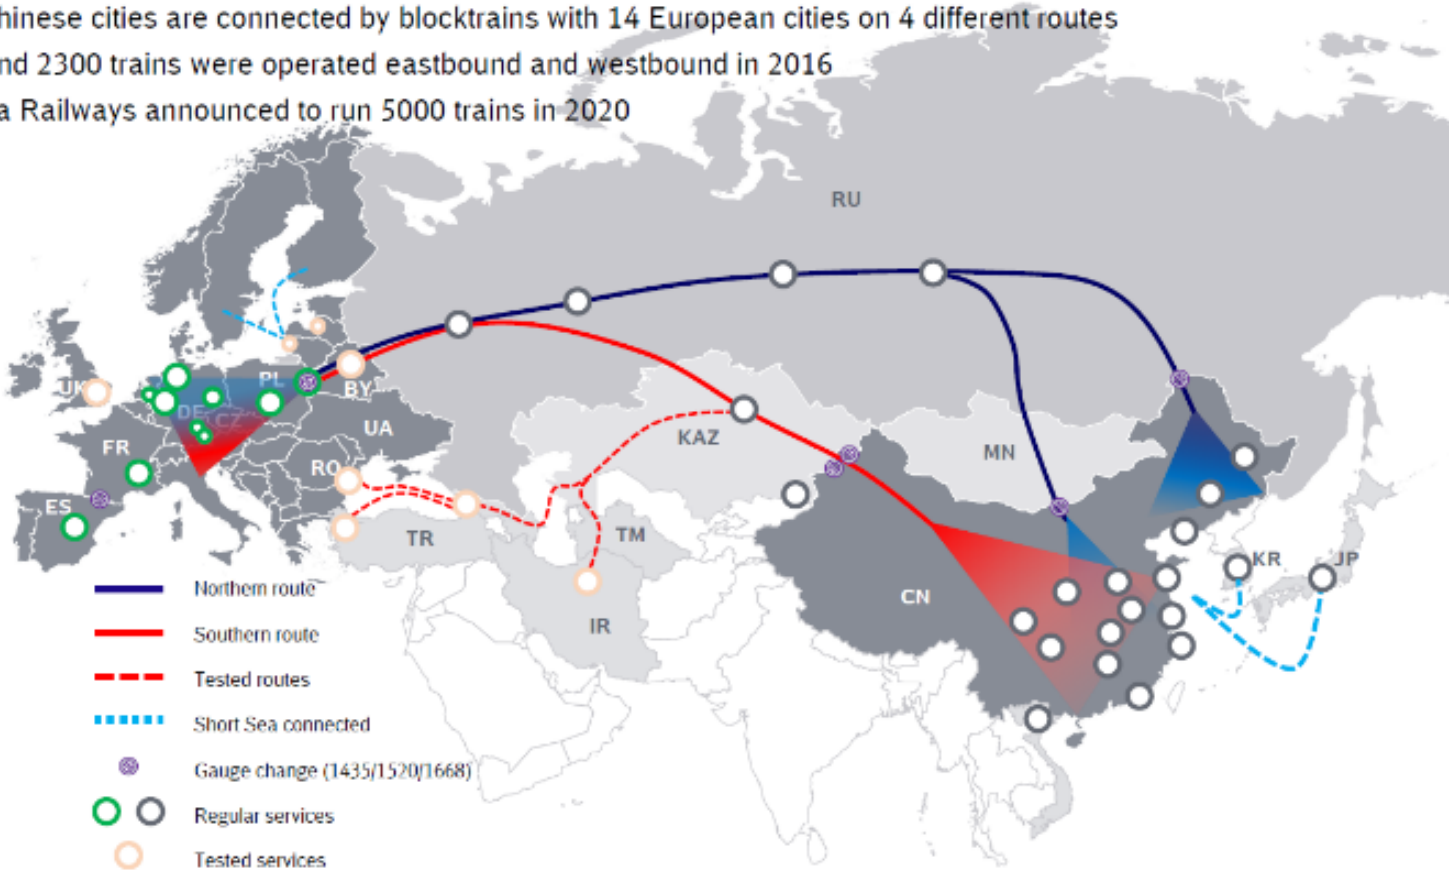 hinese cities are connected by blocktrains with 14 European cities on 4 different routes
nd 2300 trains were operated eastbound and westbound in 2016
a Railways announced to run 5000 trains in 2020
RU
UK
PL
BY
DE
CZ
FR
UA
KAZ
MN
RO
ES
TR
TM
KR
JP
CN
IR
Northern route
Southern route
Tested routes
Short Sea connected
Gauge change (1435/1520/1668)
Regular services
Tested services